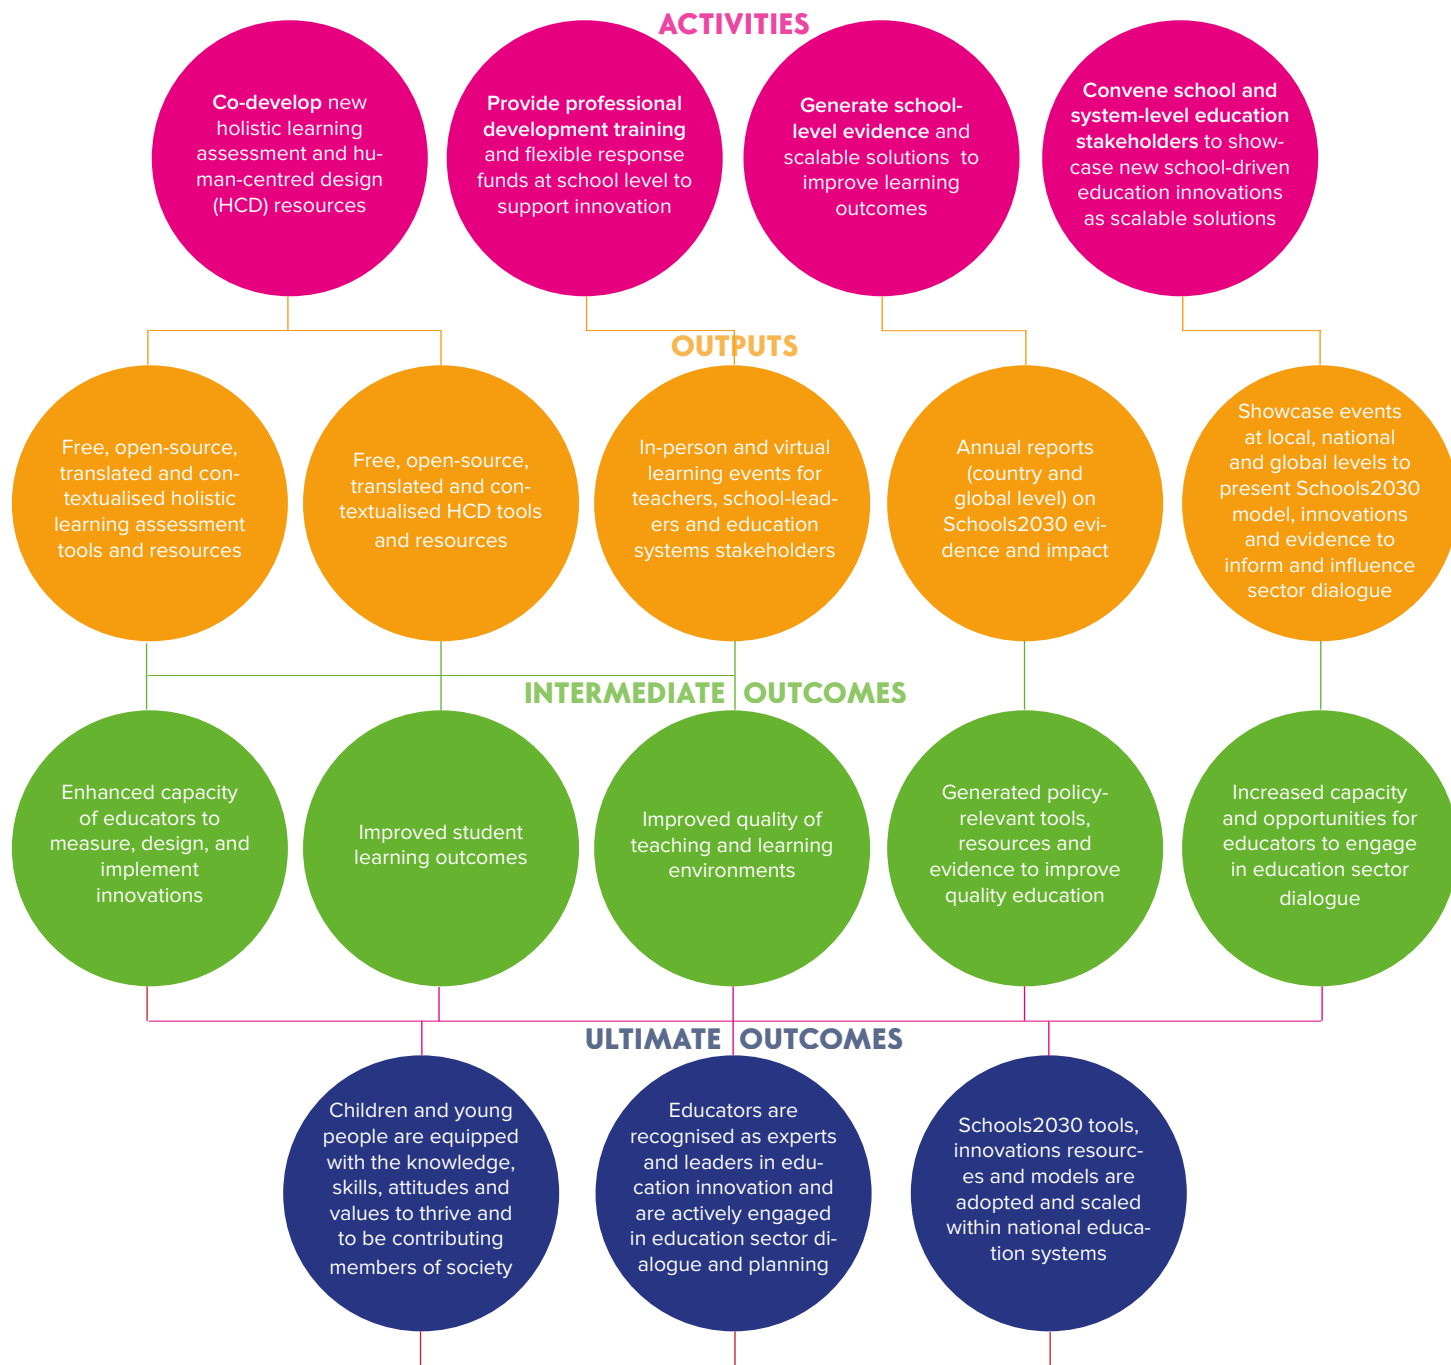 ACTIVITIES
Co-develop new
holistic learning
assessment and hu-
man-centred design
(HCD) resources
Provide professional
development training
and flexible response
funds at school level to
support innovation
Generate school-
level evidence and
scalable solutions to
improve learning
outcomes
Convene school and
system-level education
stakeholders to show-
case new school-driven
education innovations
as scalable solutions
OUTPUTS
Free, open-source,
translated and con-
textualised holistic
learning assessment
tools and resources
Free, open-source,
translated and con-
textualised HCD tools
and resources
In-person and virtual
learning events for
teachers, school-lead-
ers and education
systems stakeholders
Annual reports
(country and
global level) on
Schools2030 evi-
dence and impact
Showcase events
at local, national
and global levels to
present Schools2030
model, innovations
and evidence to
inform and influence
sector dialogue
INTERMEDIATE OUTCOMES
Enhanced capacity
of educators to
measure, design, and
implement
innovations
Improved student
learning outcomes
Improved quality of
teaching and learning
environments
Generated policy-
relevant tools,
resources and
evidence to improve
quality education
Increased capacity
and opportunities for
educators to engage
in education sector
dialogue
ULTIMATE OUTCOMES
Children and young
people are equipped
with the knowledge,
skills, attitudes and
values to thrive and
to be contributing
members of society
Educators are
recognised as experts
and leaders in edu-
cation innovation and
are actively engaged
in education sector di-
alogue and planning
Schools2030 tools,
innovations resourc-
es and models are
adopted and scaled
within national educa-
tion systems